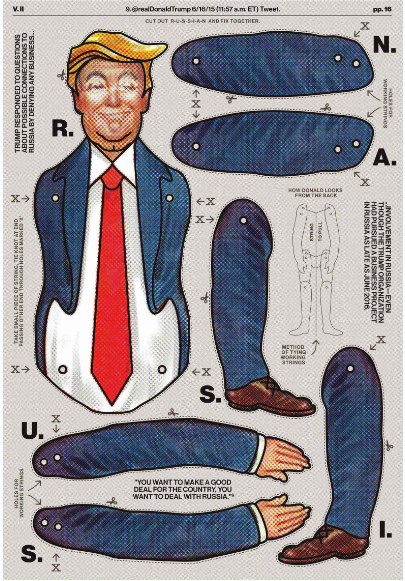 V. II
9. @realDonaldTrump 6/16/15 (11:57 a.m. ET) Tweet.
pp. 16
CUT OUT R-U-S-S-I-A-N AND FIX TOGETHER.
TRUMP RESPONDED TO QUESTIONS
ABOUT POSSIBLE CONNECTIONS TO
RUSSIA BY DENYING ANY BUSINESS...
R.
N.
X
X
HOLES FOR
WORKING STRINGS
A.
X
X
X
TAKE SMALL PIECE OF STRING, TIE KNOT AT END
PASSING OTHER END THROUGH HOLES MARKED "X"
HOW DONALD LOOKS
FROM THE BACK
STRING
TO PULL
METHOD
OF TYING
WORKING
STRINGS
...INVOLVEMENT IN RUSSIA—EVEN
THOUGH THE TRUMP ORGANIZATION
HAD PURSUED A BUSINESS PROJECT
IN RUSSIA AS LATE AS JUNE 2016.
X
X
X
S.
U.
X
HOLES FOR
WORKING STRINGS
"YOU WANT TO MAKE A GOOD
DEAL FOR THE COUNTRY, YOU
WANT TO DEAL WITH RUSSIA."⁹
S.
X
I.